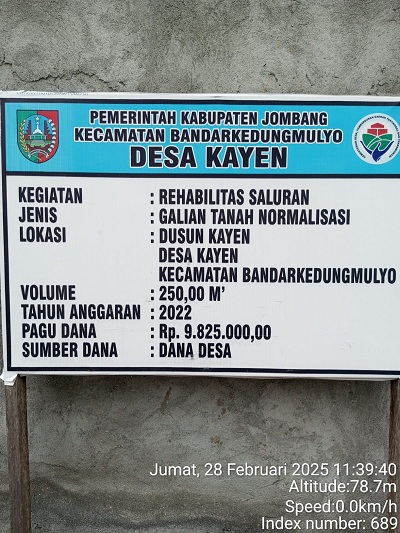 PEMERINTAH KABUPATEN JOMBANG
KECAMATAN BANDARKEDUNGMULYO
DESA KAYEN
KEGIATAN : REHABILITAS SALURAN
JENIS : GALIAN TANAH NORMALISASI
LOKASI : DUSUN KAYEN
DESA KAYEN
KECAMATAN BANDARKEDUNGMULYO
VOLUME : 250,00 M'
TAHUN ANGGARAN : 2022
PAGU DANA : Rp. 9.825.000,00
SUMBER DANA : DANA DESA
Jumat, 28 Februari 2025 11:39:40
Altitude:78.7m
Speed:0.0km/h
Index number: 689